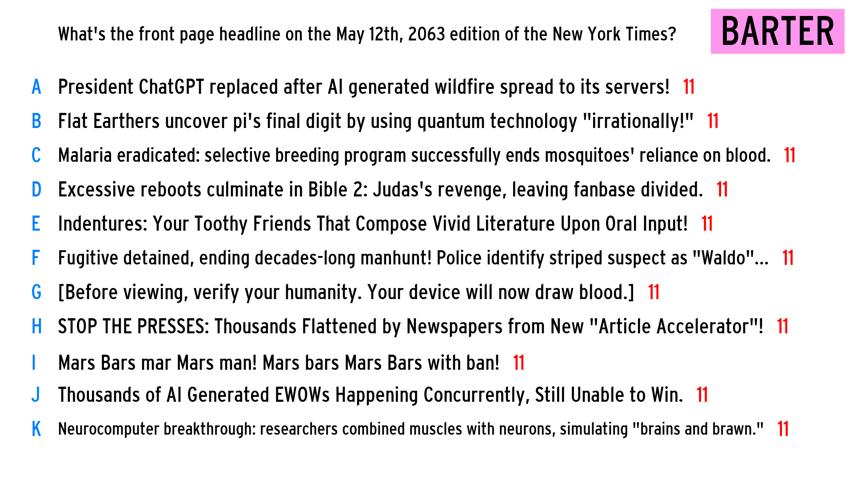 What's the front page headline on the May 12th, 2063 edition of the New York Times?
BARTER
A President ChatGPT replaced after AI generated wildfire spread to its servers! 11
B Flat Earthers uncover pi's final digit by using quantum technology "irrationally!" 11
C Malaria eradicated: selective breeding program successfully ends mosquitoes' reliance on blood. 11
D Excessive reboots culminate in Bible 2: Judas's revenge, leaving fanbase divided. 11
E Indentures: Your Toothy Friends That Compose Vivid Literature Upon Oral Input! 11
F Fugitive detained, ending decades-long manhunt! Police identify striped suspect as "Waldo"... 11
G [Before viewing, verify your humanity. Your device will now draw blood.] 11
H STOP THE PRESSES: Thousands Flattened by Newspapers from New "Article Accelerator"! 11
I Mars Bars mar Mars man! Mars bars Mars Bars with ban! 11
J Thousands of AI Generated EWOWs Happening Concurrently, Still Unable to Win. 11
K Neurocomputer breakthrough: researchers combined muscles with neurons, simulating "brains and brawn." 11